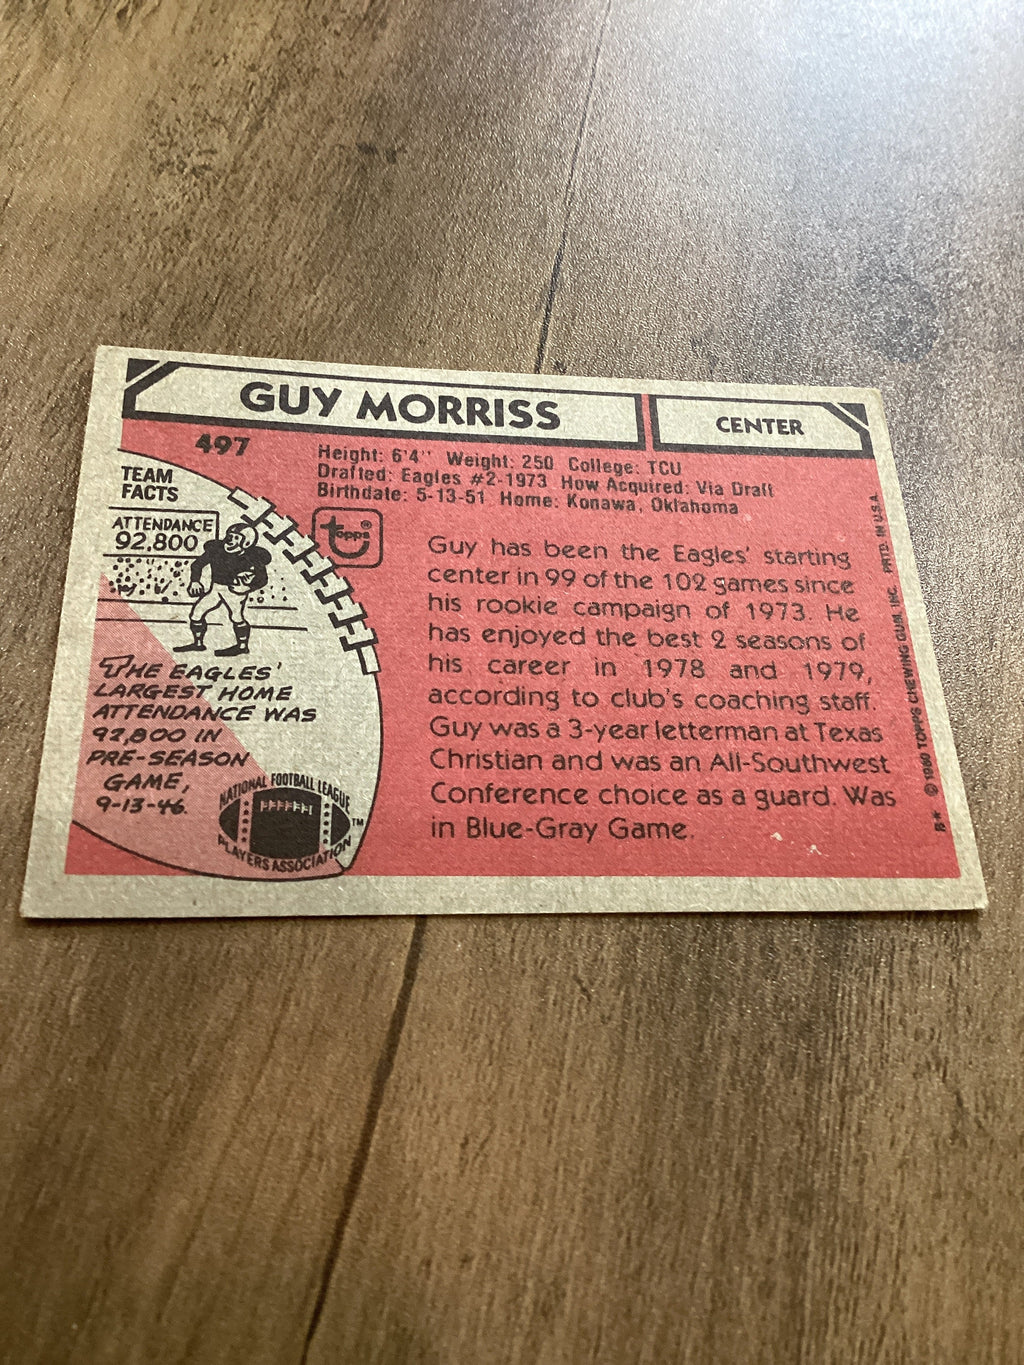 GUY MORRISS
CENTER
497
Height: 6'4" Weight: 250 College: TCU
Drafted: Eagles #2-1973 How Acquired: Via Draft
Birthdate: 5-13-51 Home: Konawa, Oklahoma
TEAM
FACTS
ATTENDANCE
92,800
THE EAGLES'
LARGEST HOME
ATTENDANCE WAS
92,800 IN
PRE-SEASON
GAME,
9-13-46.
topps®
NATIONAL FOOTBALL LEAGUE
PLAYERS ASSOCIATION
TM
Guy has been the Eagles' starting
center in 99 of the 102 games since
his rookie campaign of 1973. He
has enjoyed the best 2 seasons of
his career in 1978 and 1979,
according to club's coaching staff.
Guy was a 3-year letterman at Texas
Christian and was an All-Southwest
Conference choice as a guard. Was
in Blue-Gray Game.
B* © 1980 TOPPS CHEWING GUM, INC. PRTD. IN U.S.A.